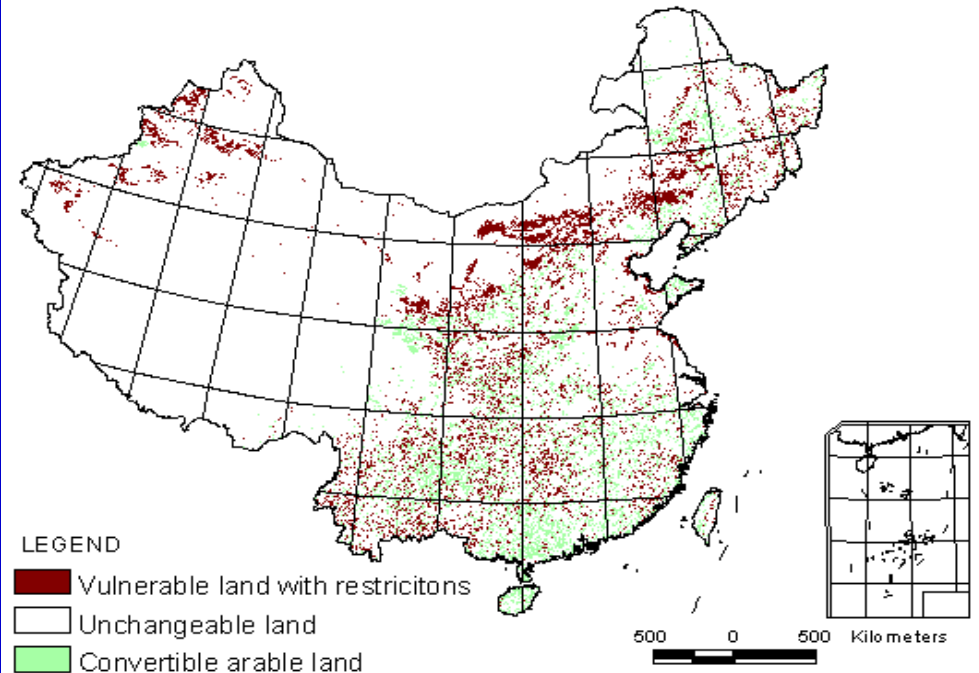 LEGEND
Vulnerable land with restricitons
Unchangeable land
Convertible arable land
500 0 500 Kilometers